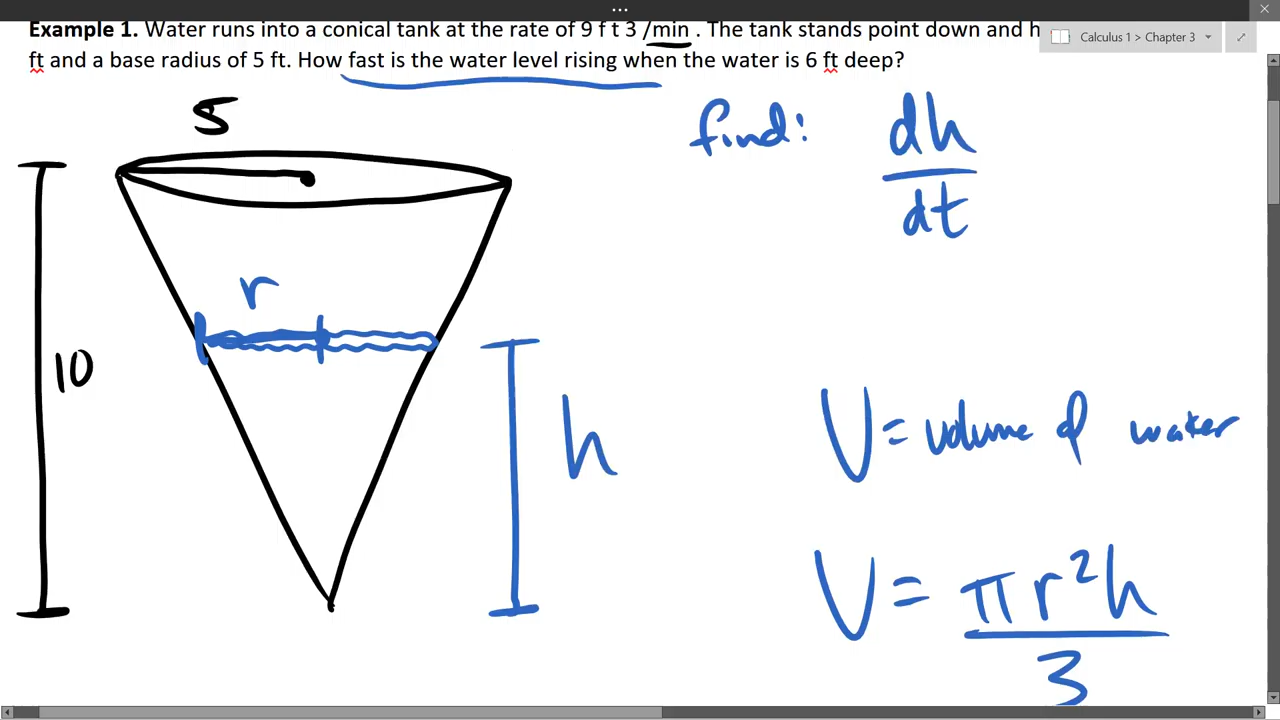 Example 1. Water runs into a conical tank at the rate of 9 f t 3 /min . The tank stands point down and h
Calculus 1 > Chapter 3
ft and a base radius of 5 ft. How fast is the water level rising when the water is 6 ft deep?
5
find: dh
dt
r
10
h
V = volume of water
V = πr²h
3